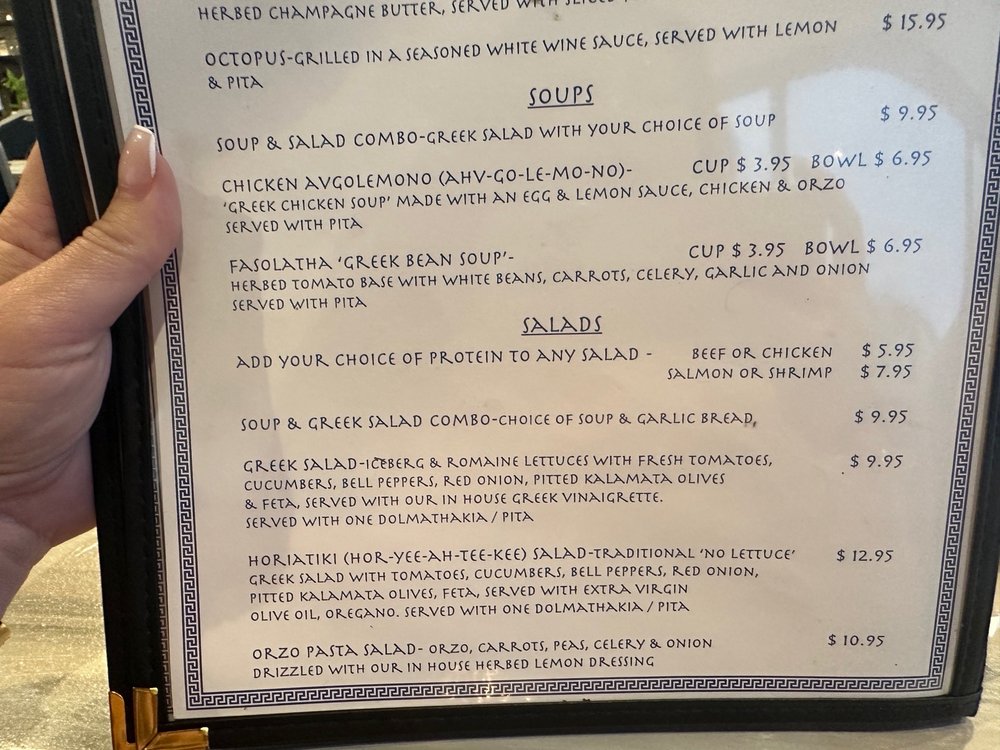 HERBED CHAMPAGNE BUTTER, SERVED WITH
OCTOPUS-GRILLED IN A SEASONED WHITE WINE SAUCE, SERVED WITH LEMON $ 15.95
& PITA
SOUPS
SOUP & SALAD COMBO-GREEK SALAD WITH YOUR CHOICE OF SOUP $ 9.95
CHICKEN AVGOLEMONO (AHV-GO-LE-MO-NO)- CUP $ 3.95 BOWL $ 6.95
'GREEK CHICKEN SOUP' MADE WITH AN EGG & LEMON SAUCE, CHICKEN & ORZO
SERVED WITH PITA
FASOLATHA 'GREEK BEAN SOUP'- CUP $ 3.95 BOWL $ 6.95
HERBED TOMATO BASE WITH WHITE BEANS, CARROTS, CELERY, GARLIC AND ONION
SERVED WITH PITA
SALADS
ADD YOUR CHOICE OF PROTEIN TO ANY SALAD - BEEF OR CHICKEN $ 5.95
SALMON OR SHRIMP $ 7.95
SOUP & GREEK SALAD COMBO-CHOICE OF SOUP & GARLIC BREAD, $ 9.95
GREEK SALAD-ICEBERG & ROMAINE LETTUCES WITH FRESH TOMATOES, $ 9.95
CUCUMBERS, BELL PEPPERS, RED ONION, PITTED KALAMATA OLIVES
& FETA, SERVED WITH OUR IN HOUSE GREEK VINAIGRETTE.
SERVED WITH ONE DOLMATHAKIA / PITA
HORIATIKI (HOR-YEE-AH-TEE-KEE) SALAD-TRADITIONAL 'NO LETTUCE' $ 12.95
GREEK SALAD WITH TOMATOES, CUCUMBERS, BELL PEPPERS, RED ONION,
PITTED KALAMATA OLIVES, FETA, SERVED WITH EXTRA VIRGIN
OLIVE OIL, OREGANO. SERVED WITH ONE DOLMATHAKIA / PITA
ORZO PASTA SALAD- ORZO, CARROTS, PEAS, CELERY & ONION $ 10.95
DRIZZLED WITH OUR IN HOUSE HERBED LEMON DRESSING